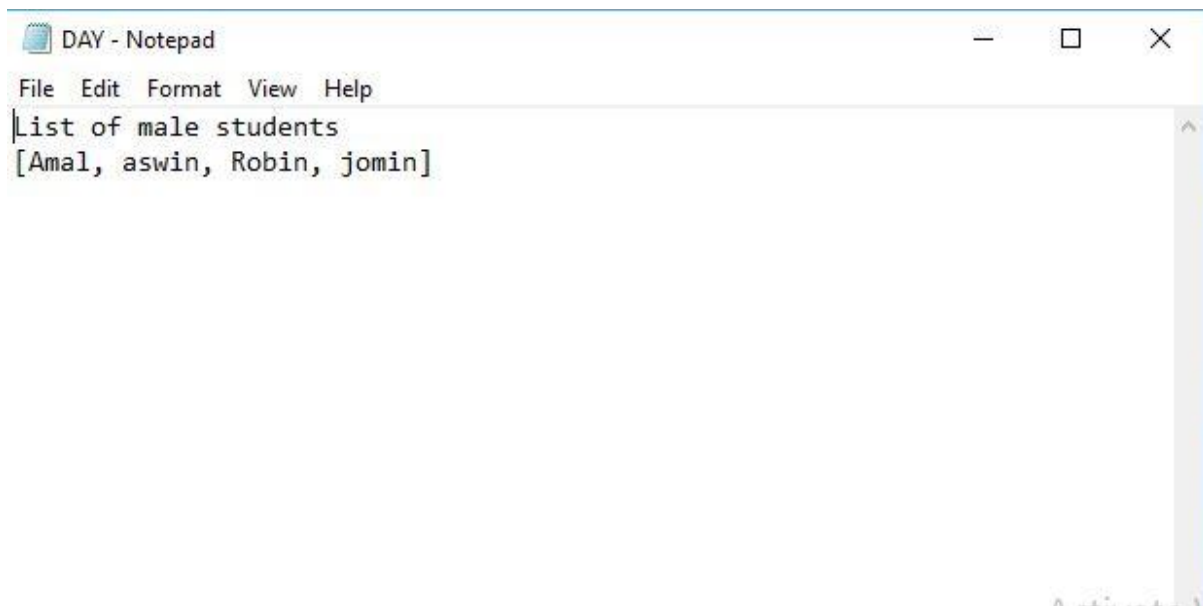 DAY - Notepad
File Edit Format View Help
List of male students
[Amal, aswin, Robin, jomin]